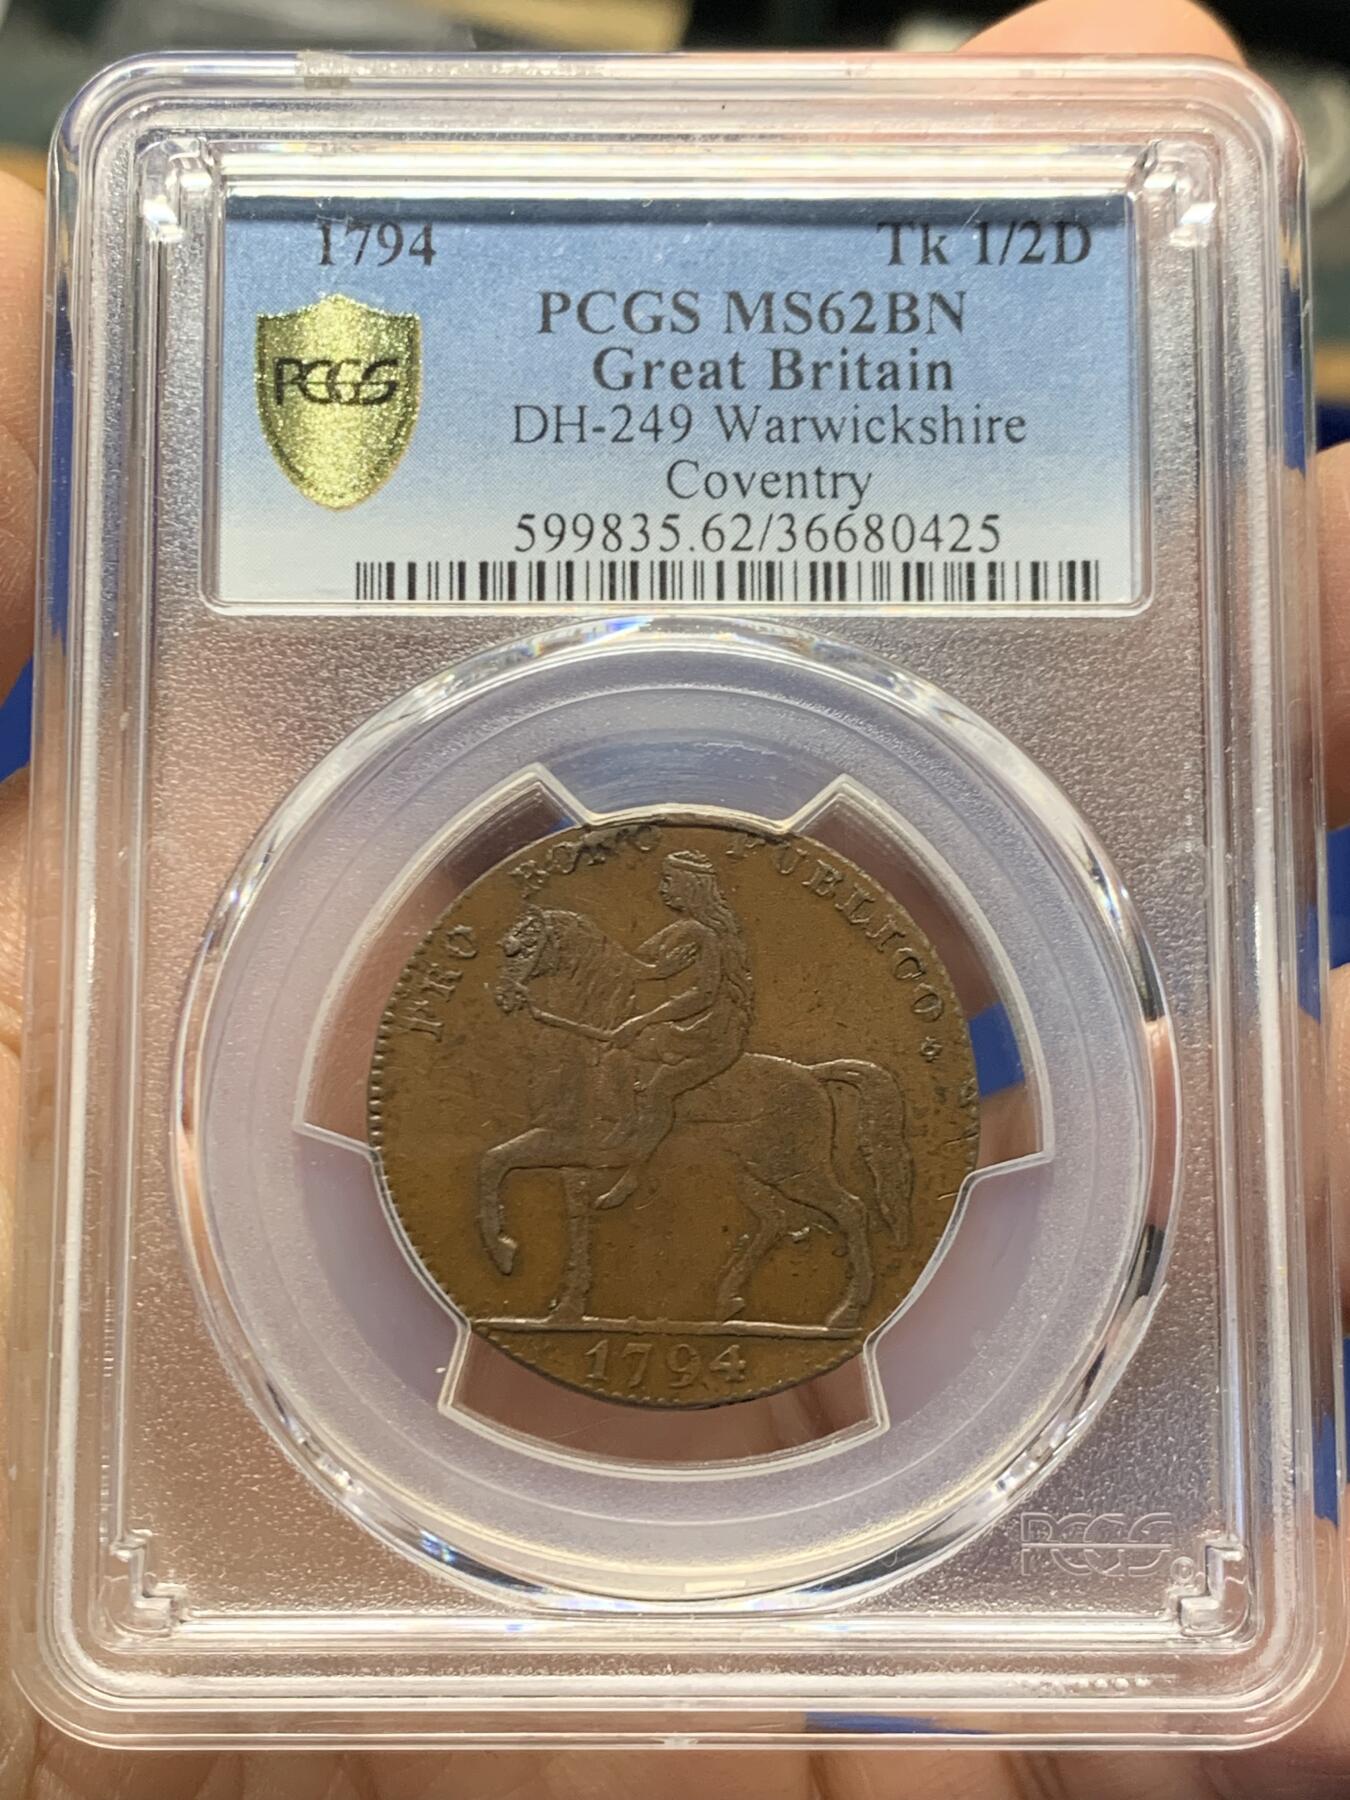 1794 Tk 1/2D
PCGS MS62BN
PCGS
Great Britain
DH-249 Warwickshire
Coventry
599835.62/36680425
PRO BONO PUBLICO
1794
PCGS